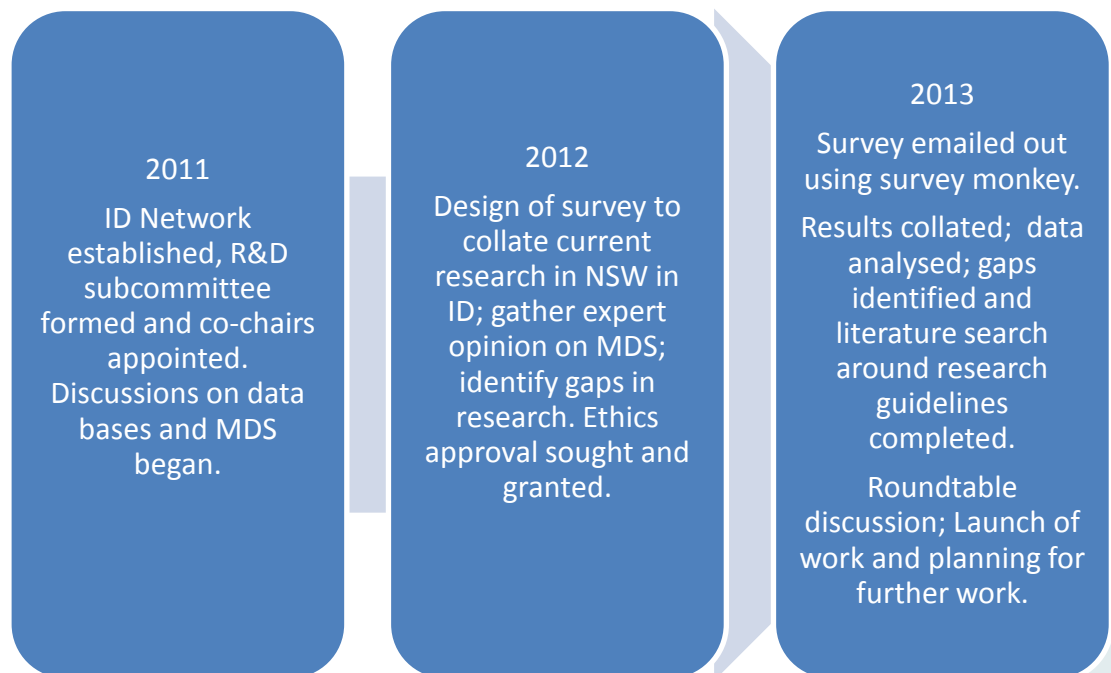 2011
ID Network
established, R&D
subcommittee
formed and co-chairs
appointed.
Discussions on data
bases and MDS
began.
2012
Design of survey to
collate current
research in NSW in
ID; gather expert
opinion on MDS;
identify gaps in
research. Ethics
approval sought and
granted.
2013
Survey emailed out
using survey monkey.
Results collated; data
analysed; gaps
identified and
literature search
around research
guidelines
completed.
Roundtable
discussion; Launch of
work and planning for
further work.